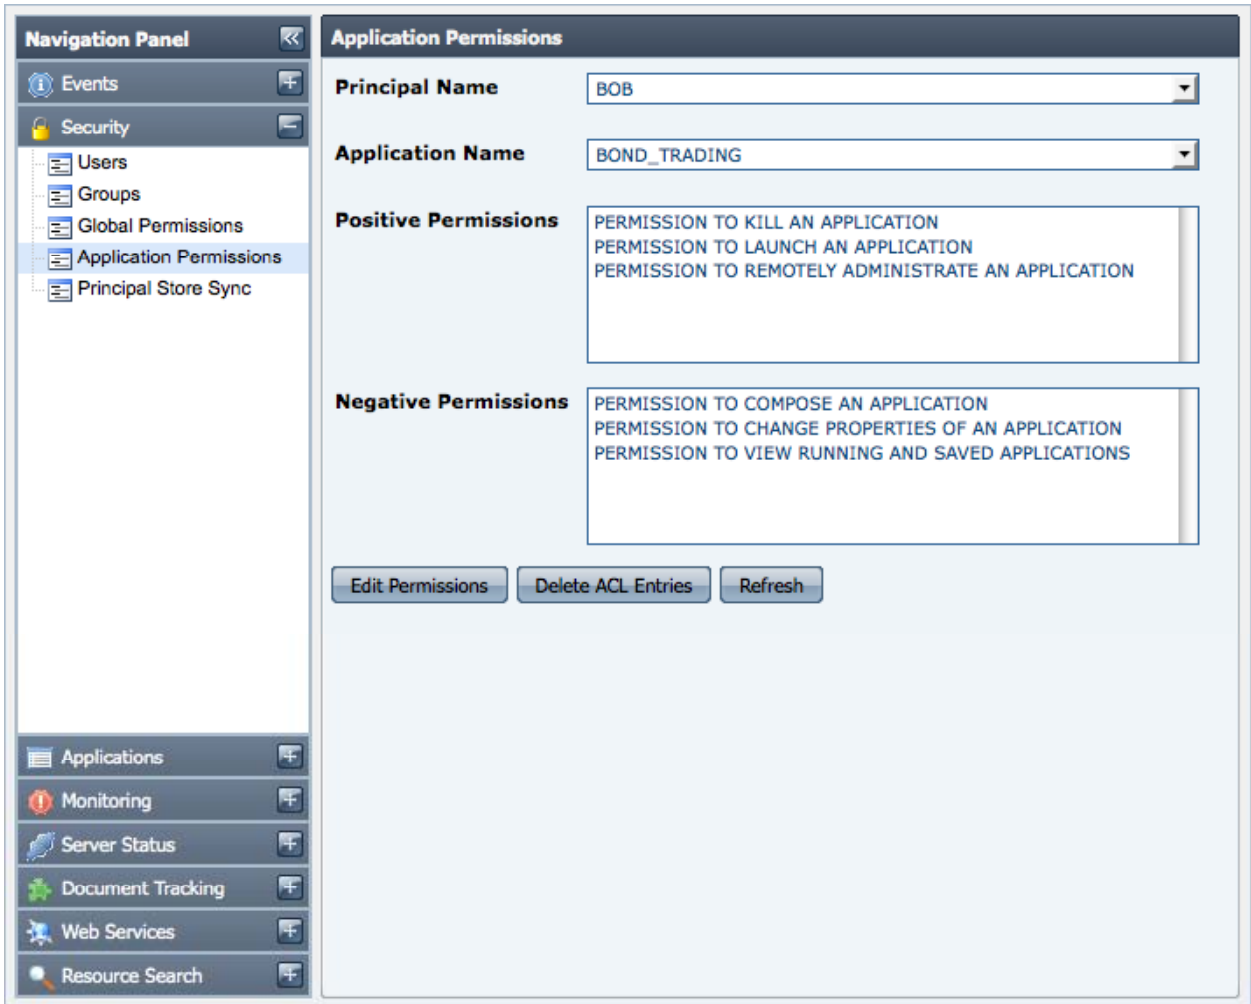 Navigation Panel
Events
Security
Users
Groups
Global Permissions
Application Permissions
Principal Store Sync
Applications
Monitoring
Server Status
Document Tracking
Web Services
Resource Search
Application Permissions
Principal Name
BOB
Application Name
BOND_TRADING
Positive Permissions
PERMISSION TO KILL AN APPLICATION
PERMISSION TO LAUNCH AN APPLICATION
PERMISSION TO REMOTELY ADMINISTRATE AN APPLICATION
Negative Permissions
PERMISSION TO COMPOSE AN APPLICATION
PERMISSION TO CHANGE PROPERTIES OF AN APPLICATION
PERMISSION TO VIEW RUNNING AND SAVED APPLICATIONS
Edit Permissions
Delete ACL Entries
Refresh